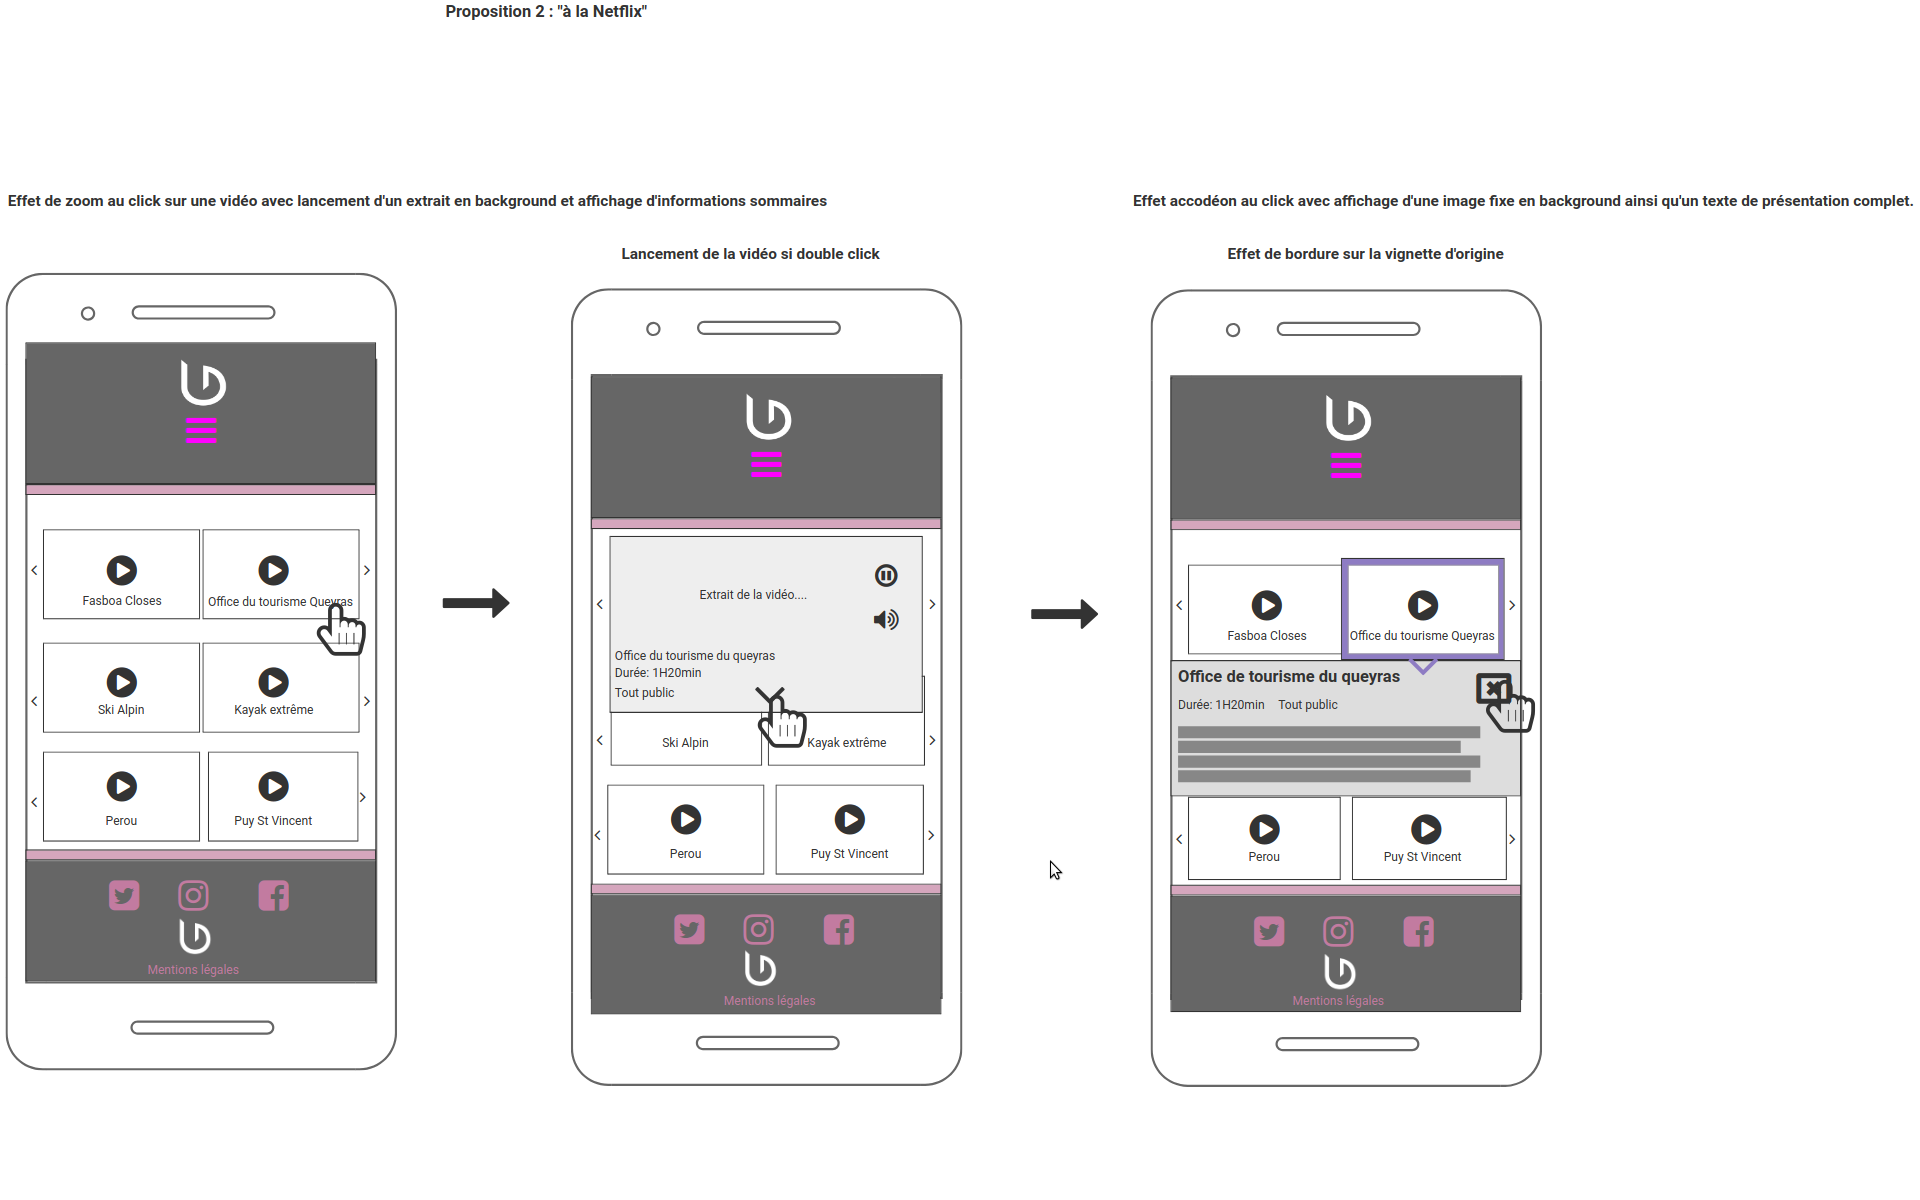 Proposition 2 : "à la Netflix"
Effet de zoom au click sur une vidéo avec lancement d'un extrait en background et affichage d'informations sommaires
Effet accodéon au click avec affichage d'une image fixe en background ainsi qu'un texte de présentation complet.
Lancement de la vidéo si double click
Effet de bordure sur la vignette d'origine
Fasboa Closes
Office du tourisme Queyras
Ski Alpin
Kayak extrême
Perou
Puy St Vincent
Mentions légales
Extrait de la vidéo....
Office du tourisme du queyras
Durée: 1H20min
Tout public
Ski Alpin
Kayak extrême
Perou
Puy St Vincent
Mentions légales
Fasboa Closes
Office du tourisme Queyras
Office de tourisme du queyras
Durée: 1H20min Tout public
Perou
Puy St Vincent
Mentions légales